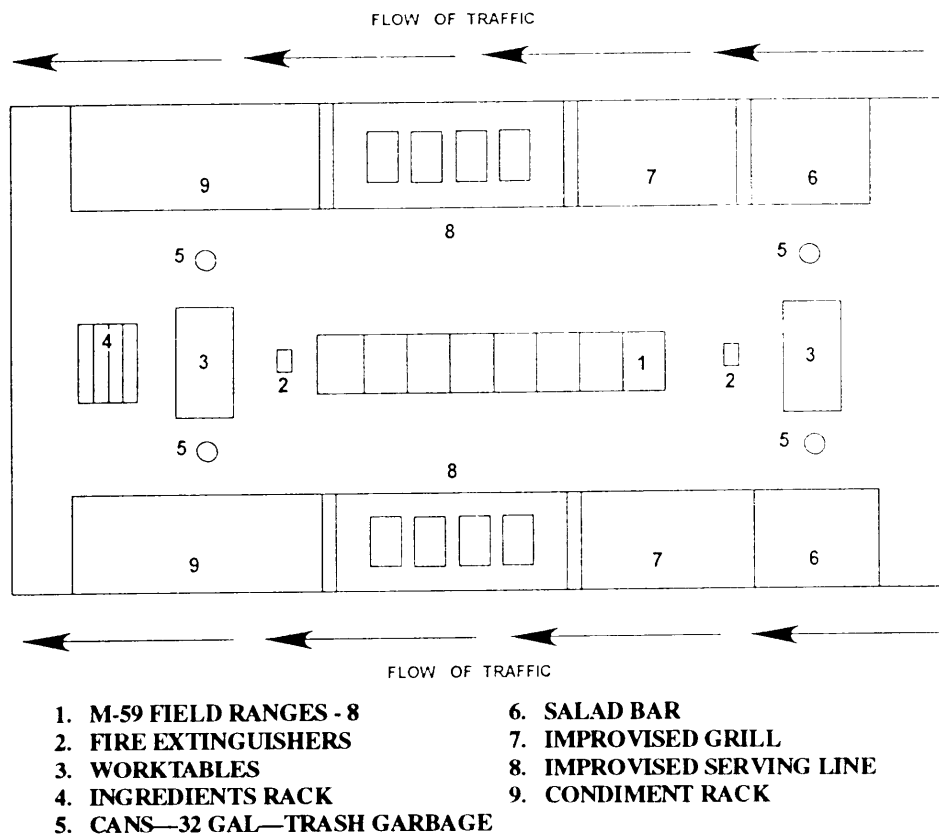 FLOW OF TRAFFIC
9
8
7
6
5
5
4
3
2
1
2
3
5
5
8
9
7
6
FLOW OF TRAFFIC
1. M-59 FIELD RANGES - 8
2. FIRE EXTINGUISHERS
3. WORKTABLES
4. INGREDIENTS RACK
5. CANS—32 GAL—TRASH GARBAGE
6. SALAD BAR
7. IMPROVISED GRILL
8. IMPROVISED SERVING LINE
9. CONDIMENT RACK